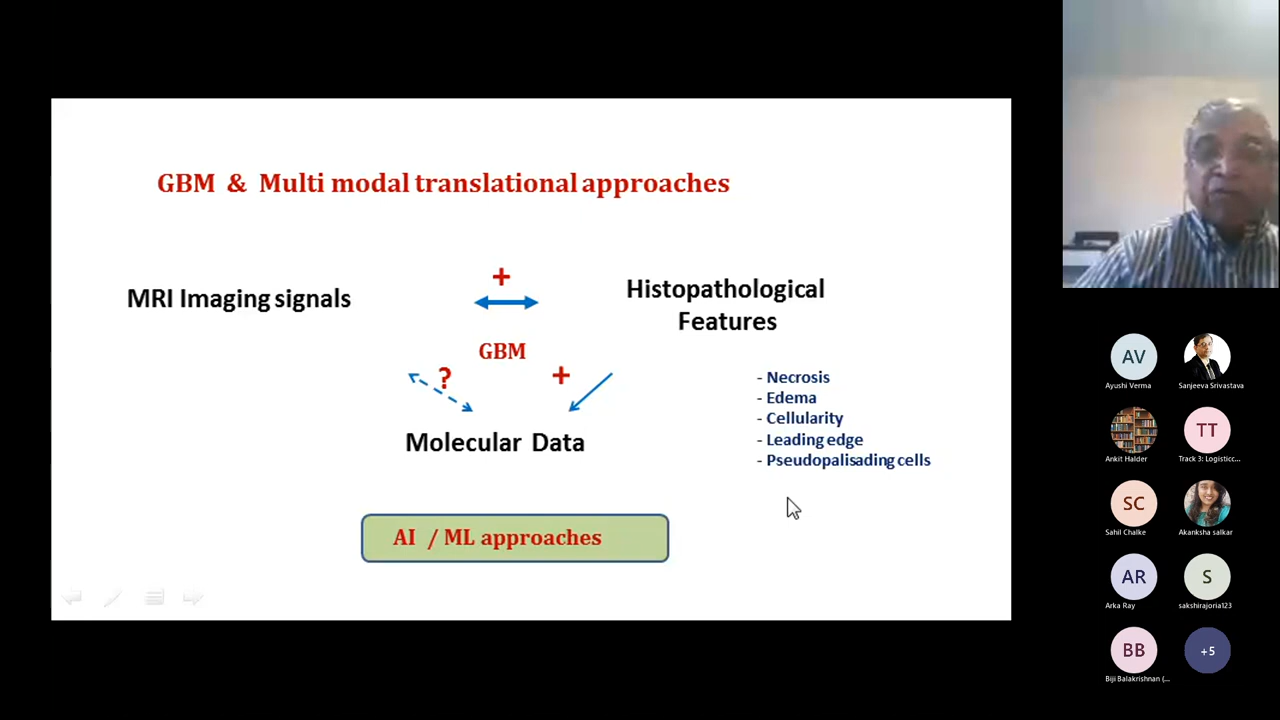 GBM & Multi modal translational approaches
MRI Imaging signals
+
Histopathological
Features
GBM
?
+
- Necrosis
- Edema
- Cellularity
- Leading edge
- Pseudopalisading cells
Molecular Data
AI / ML approaches
AV
Ayushi Verma
Sanjeeva Srivastava
Ankit Halder
TT
Track 3: Logisticc...
SC
Sahil Chalke
Akanksha salkar
AR
Arka Ray
S
sakshirajoria123
BB
Biji Balakrishnan (...
+5